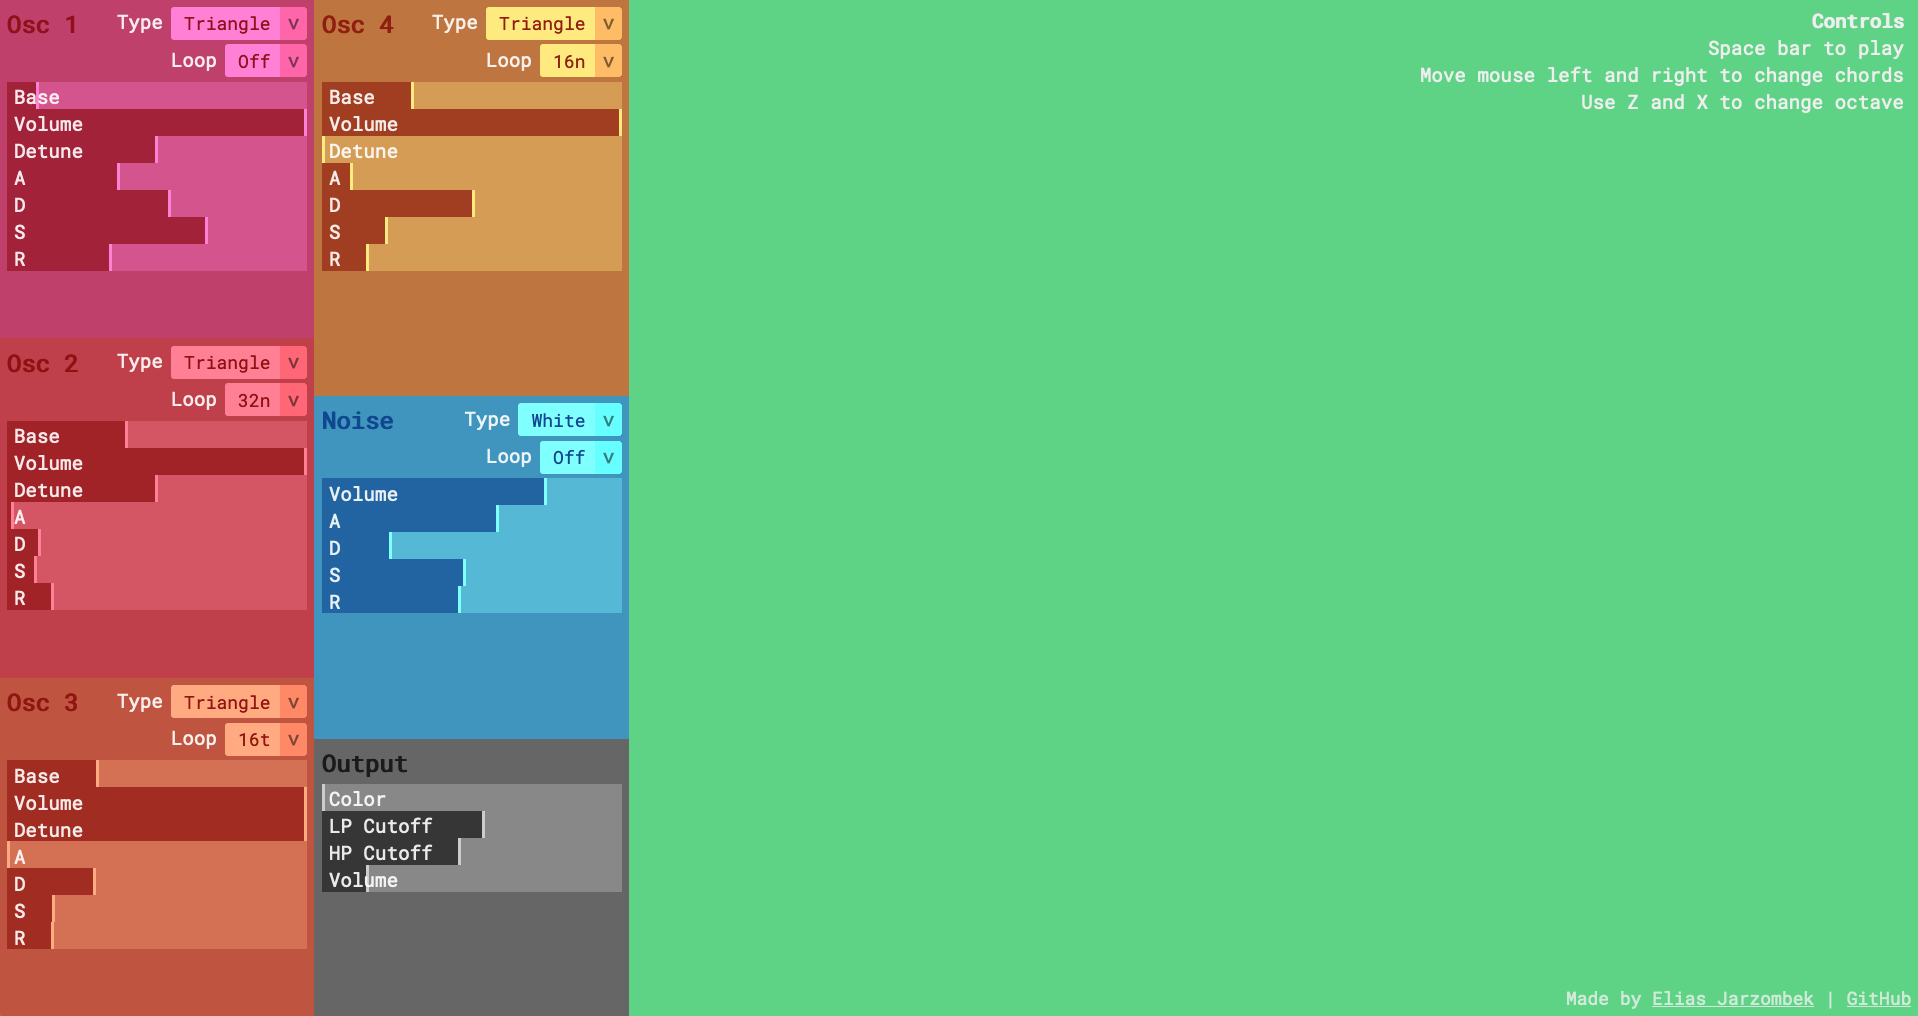 Osc 1 Type Triangle v
Loop Off v
Base
Volume
Detune
A
D
S
R
Osc 2 Type Triangle v
Loop 32n v
Base
Volume
Detune
A
D
S
R
Osc 3 Type Triangle v
Loop 16t v
Base
Volume
Detune
A
D
S
R
Osc 4 Type Triangle v
Loop 16n v
Base
Volume
Detune
A
D
S
R
Noise Type White v
Loop Off v
Volume
A
D
S
R
Output
Color
LP Cutoff
HP Cutoff
Volume
Controls
Space bar to play
Move mouse left and right to change chords
Use Z and X to change octave
Made by Elias Jarzombek | GitHub